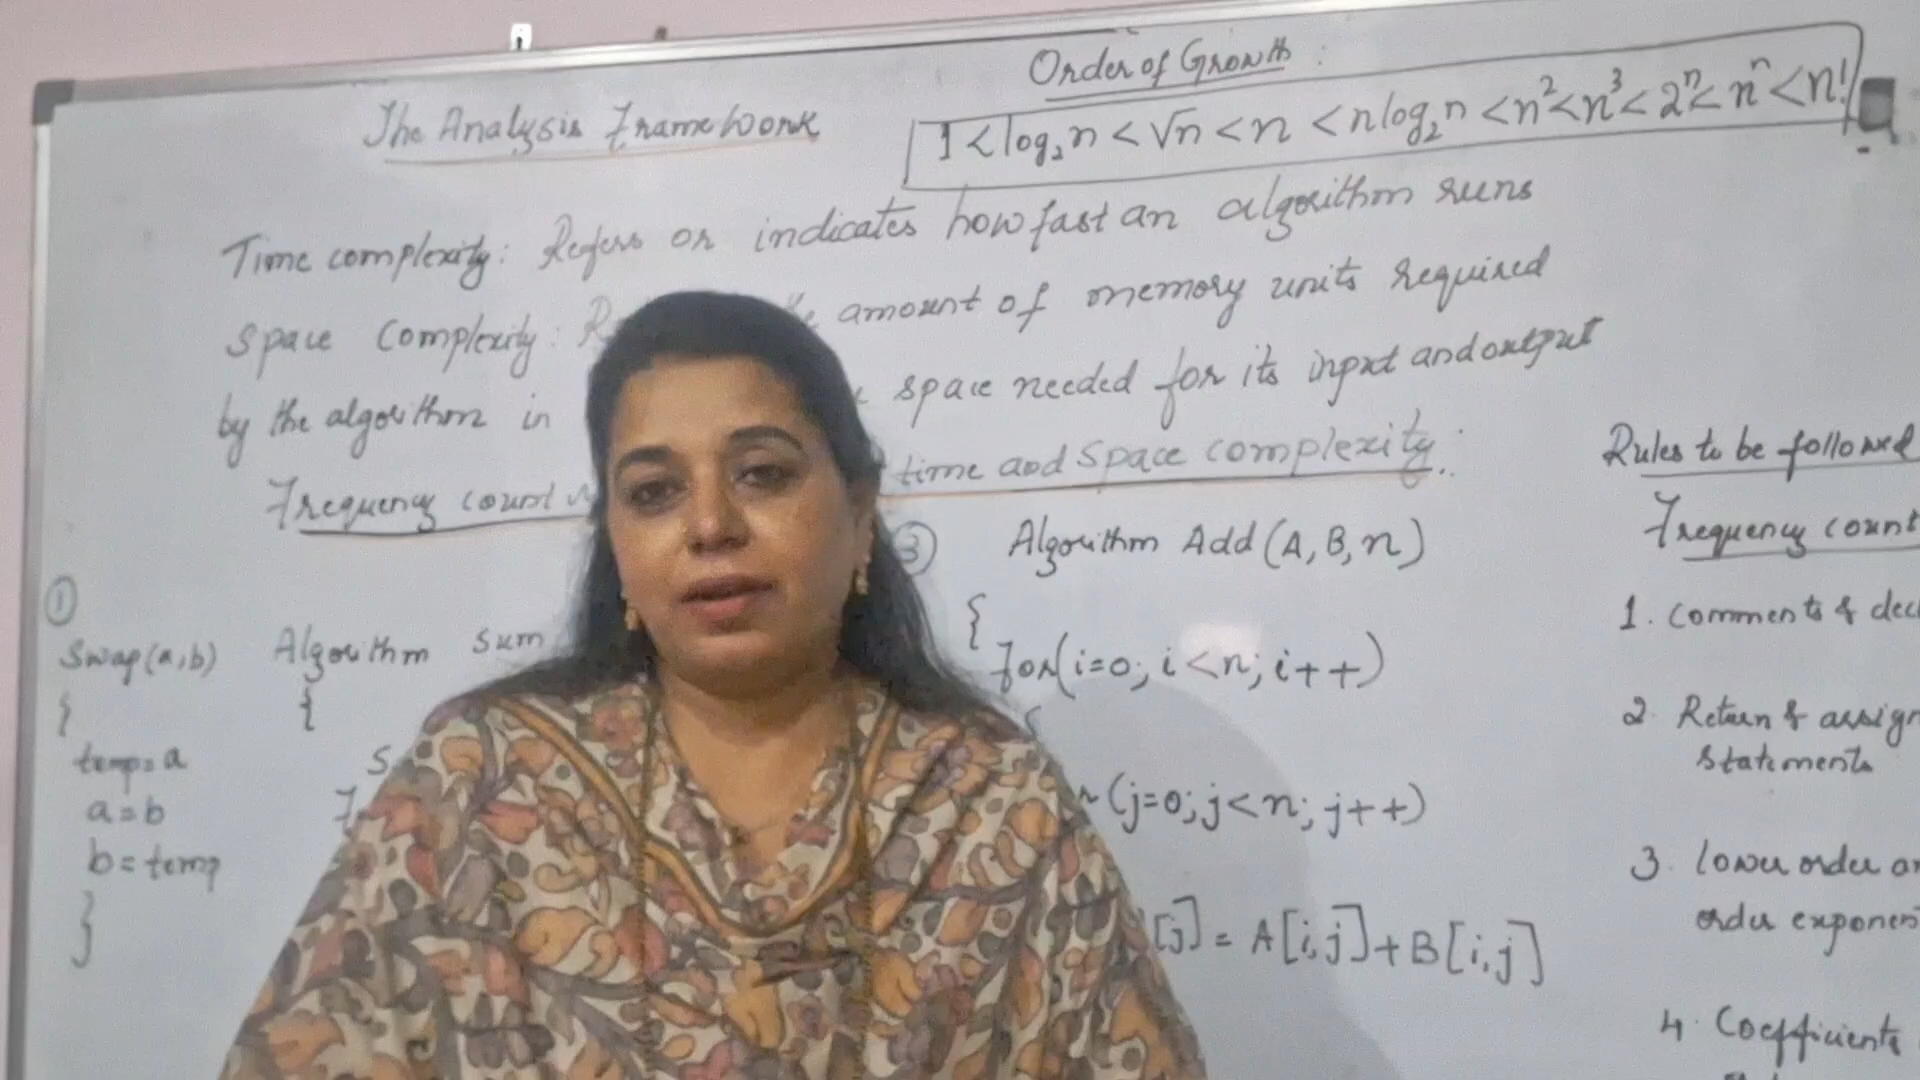 Order of Growth :
The Analysis Framework
1 < log₂n < √n < n < nlog₂n < n² < n³ < 2ⁿ < nⁿ < n!
Time complexity : Refers or indicates how fast an algorithm runs
Space Complexity : amount of memory units required
by the algorithm in space needed for its input and output
Frequency count time and Space complexity :
Rules to be followed
Frequency count
①
Swap(a,b)
{
temp=a
a=b
b=temp
}
Algorithm Sum
{
S
③ Algorithm Add (A, B, n)
{
for(i=0; i<n; i++)
{
(j=0; j<n; j++)
[j] = A[i,j]+B[i,j]
1. Comments &
2. Return &
Statements
3. lower order
order
4. Coefficients